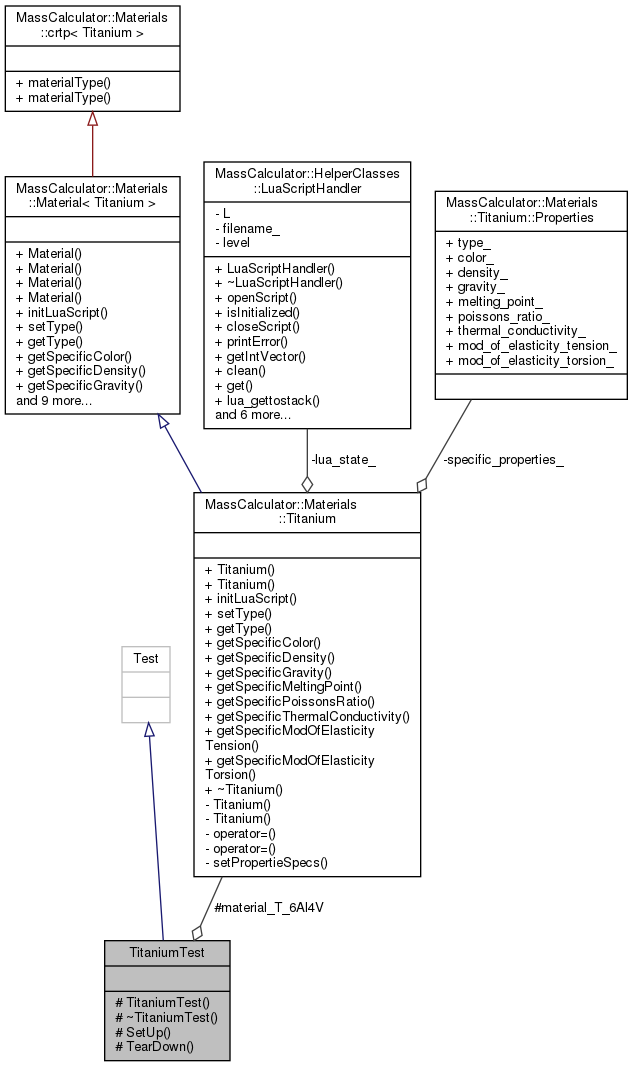 MassCalculator::Materials
::crtp< Titanium >
+ materialType()
+ materialType()
MassCalculator::Materials
::Material< Titanium >
+ Material()
+ Material()
+ Material()
+ Material()
+ initLuaScript()
+ setType()
+ getType()
+ getSpecificColor()
+ getSpecificDensity()
+ getSpecificGravity()
and 9 more...
MassCalculator::HelperClasses
::LuaScriptHandler
- L
- filename_
- level
+ LuaScriptHandler()
+ ~LuaScriptHandler()
+ openScript()
+ isInitialized()
+ closeScript()
+ printError()
+ getIntVector()
+ clean()
+ get()
+ lua_gettostack()
and 6 more...
MassCalculator::Materials
::Titanium::Properties
+ type_
+ color_
+ density_
+ gravity_
+ melting_point_
+ poissons_ratio_
+ thermal_conductivity_
+ mod_of_elasticity_tension_
+ mod_of_elasticity_torsion_
-lua_state_
-specific_properties_
MassCalculator::Materials
::Titanium
+ Titanium()
+ Titanium()
+ initLuaScript()
+ setType()
+ getType()
+ getSpecificColor()
+ getSpecificDensity()
+ getSpecificGravity()
+ getSpecificMeltingPoint()
+ getSpecificPoissonsRatio()
+ getSpecificThermalConductivity()
+ getSpecificModOfElasticity
Tension()
+ getSpecificModOfElasticity
Torsion()
+ ~Titanium()
- Titanium()
- Titanium()
- operator=()
- operator=()
- setPropertieSpecs()
Test
#material_T_6Al4V
TitaniumTest
# TitaniumTest()
# ~TitaniumTest()
# SetUp()
# TearDown()